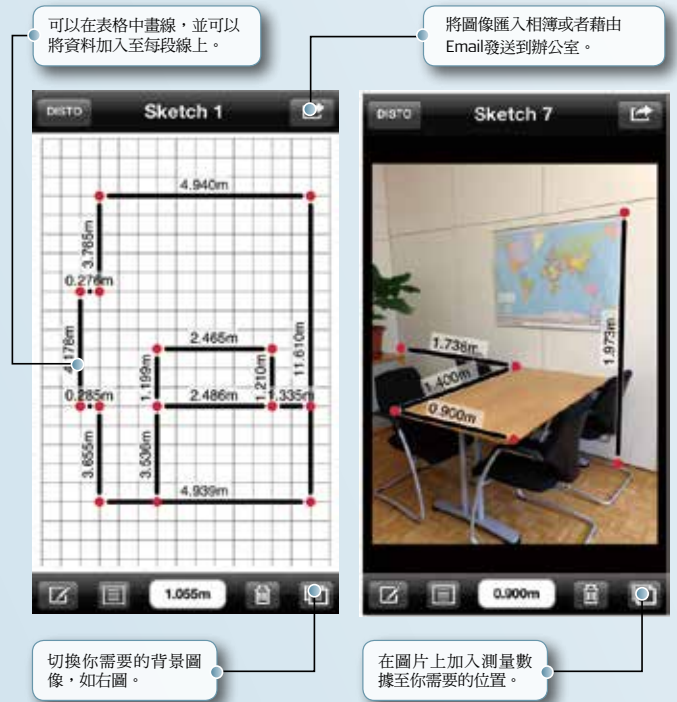 可以在表格中畫線，並可以
將資料加入至每段線上。
將圖像匯入相簿或者藉由
Email發送到辦公室。
DISTO
Sketch 1
4.940m
3.765m
0.276m
4.176m
2.465m
1.199m
1.210m
11.610m
0.285m
2.486m
1.335m
3.655m
3.536m
4.939m
1.055m
DISTO
Sketch 7
1.736m
1.973m
1.400m
0.900m
0.900m
切換你需要的背景圖
像，如右圖。
在圖片上加入測量數
據至你需要的位置。